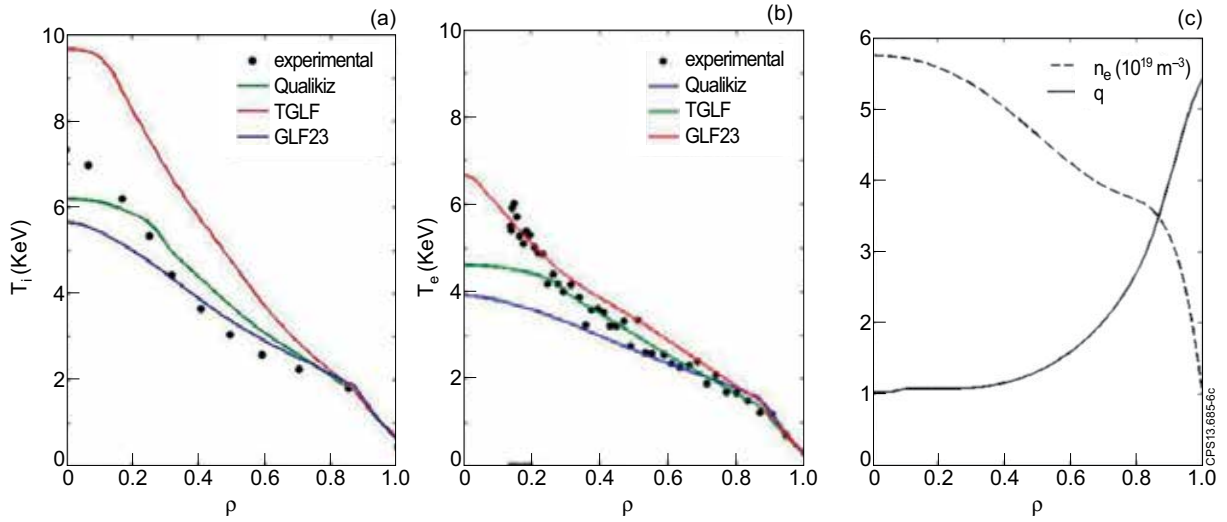 (a)
10
8
6
4
2
0
T_i (KeV)
experimental
Qualikiz
TGLF
GLF23
0 0.2 0.4 0.6 0.8 1.0
ρ
(b)
10
8
6
4
2
0
T_e (KeV)
experimental
Qualikiz
TGLF
GLF23
0 0.2 0.4 0.6 0.8 1.0
ρ
(c)
6
5
4
3
2
1
0
n_e (10^19 m^–3)
q
0 0.2 0.4 0.6 0.8 1.0
ρ
CPS13.685-6c